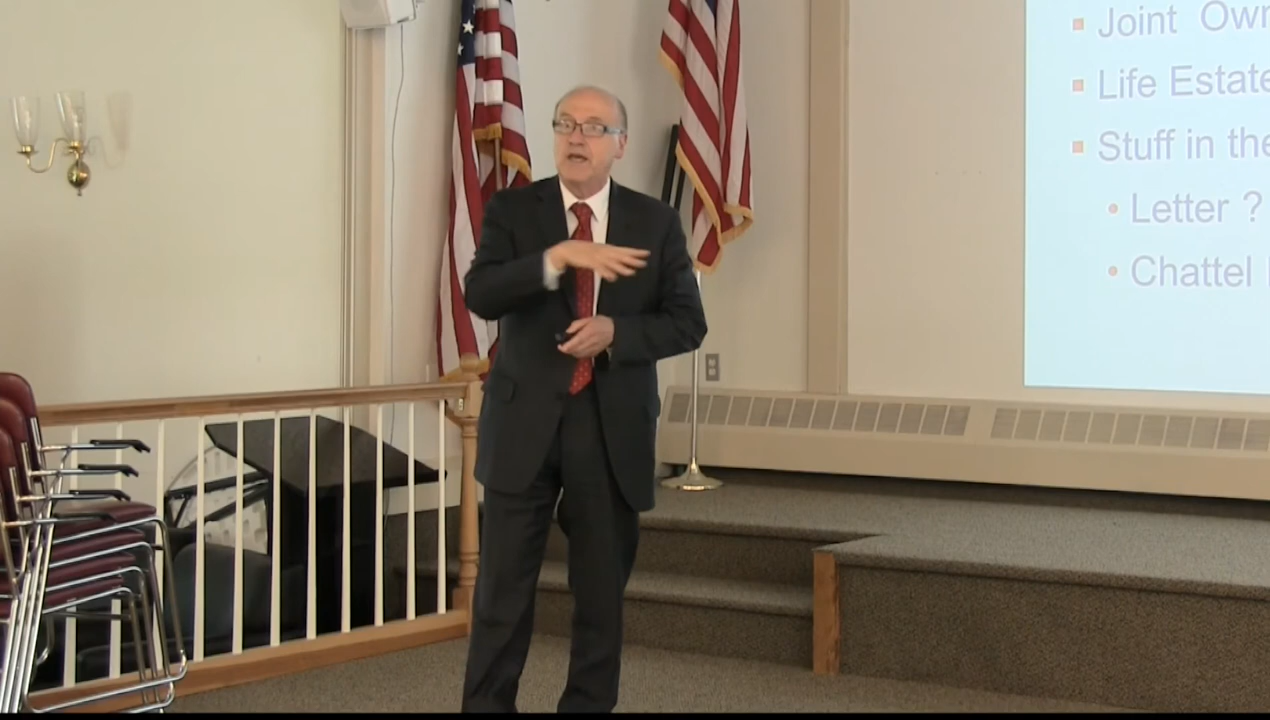 Joint Own
Life Estate
Stuff in the
Letter ?
Chattel